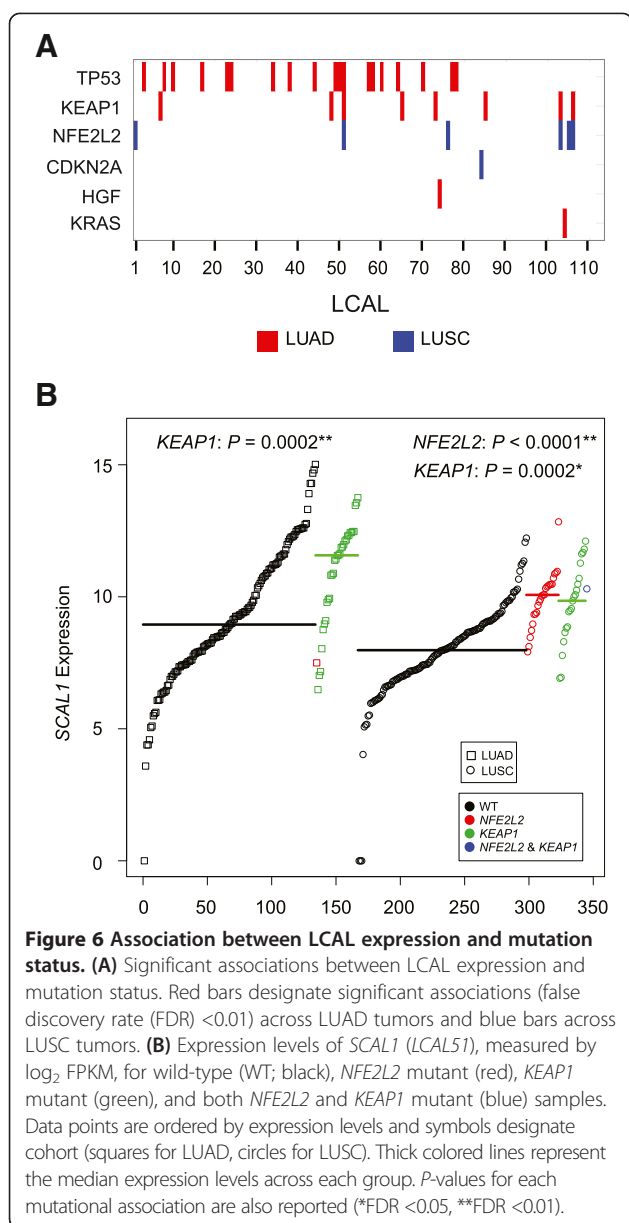 A
TP53
KEAP1
NFE2L2
CDKN2A
HGF
KRAS
1 10 20 30 40 50 60 70 80 90 100 110
LCAL
LUAD LUSC
B
KEAP1: P = 0.0002** NFE2L2: P < 0.0001**
KEAP1: P = 0.0002*
15
10
5
0
SCAL1 Expression
LUAD
LUSC
WT
NFE2L2
KEAP1
NFE2L2 & KEAP1
0 50 100 150 200 250 300 350
Figure 6 Association between LCAL expression and mutation
status. (A) Significant associations between LCAL expression and
mutation status. Red bars designate significant associations (false
discovery rate (FDR) <0.01) across LUAD tumors and blue bars across
LUSC tumors. (B) Expression levels of SCAL1 (LCAL51), measured by
log₂ FPKM, for wild-type (WT; black), NFE2L2 mutant (red), KEAP1
mutant (green), and both NFE2L2 and KEAP1 mutant (blue) samples.
Data points are ordered by expression levels and symbols designate
cohort (squares for LUAD, circles for LUSC). Thick colored lines represent
the median expression levels across each group. P-values for each
mutational association are also reported (*FDR <0.05, **FDR <0.01).